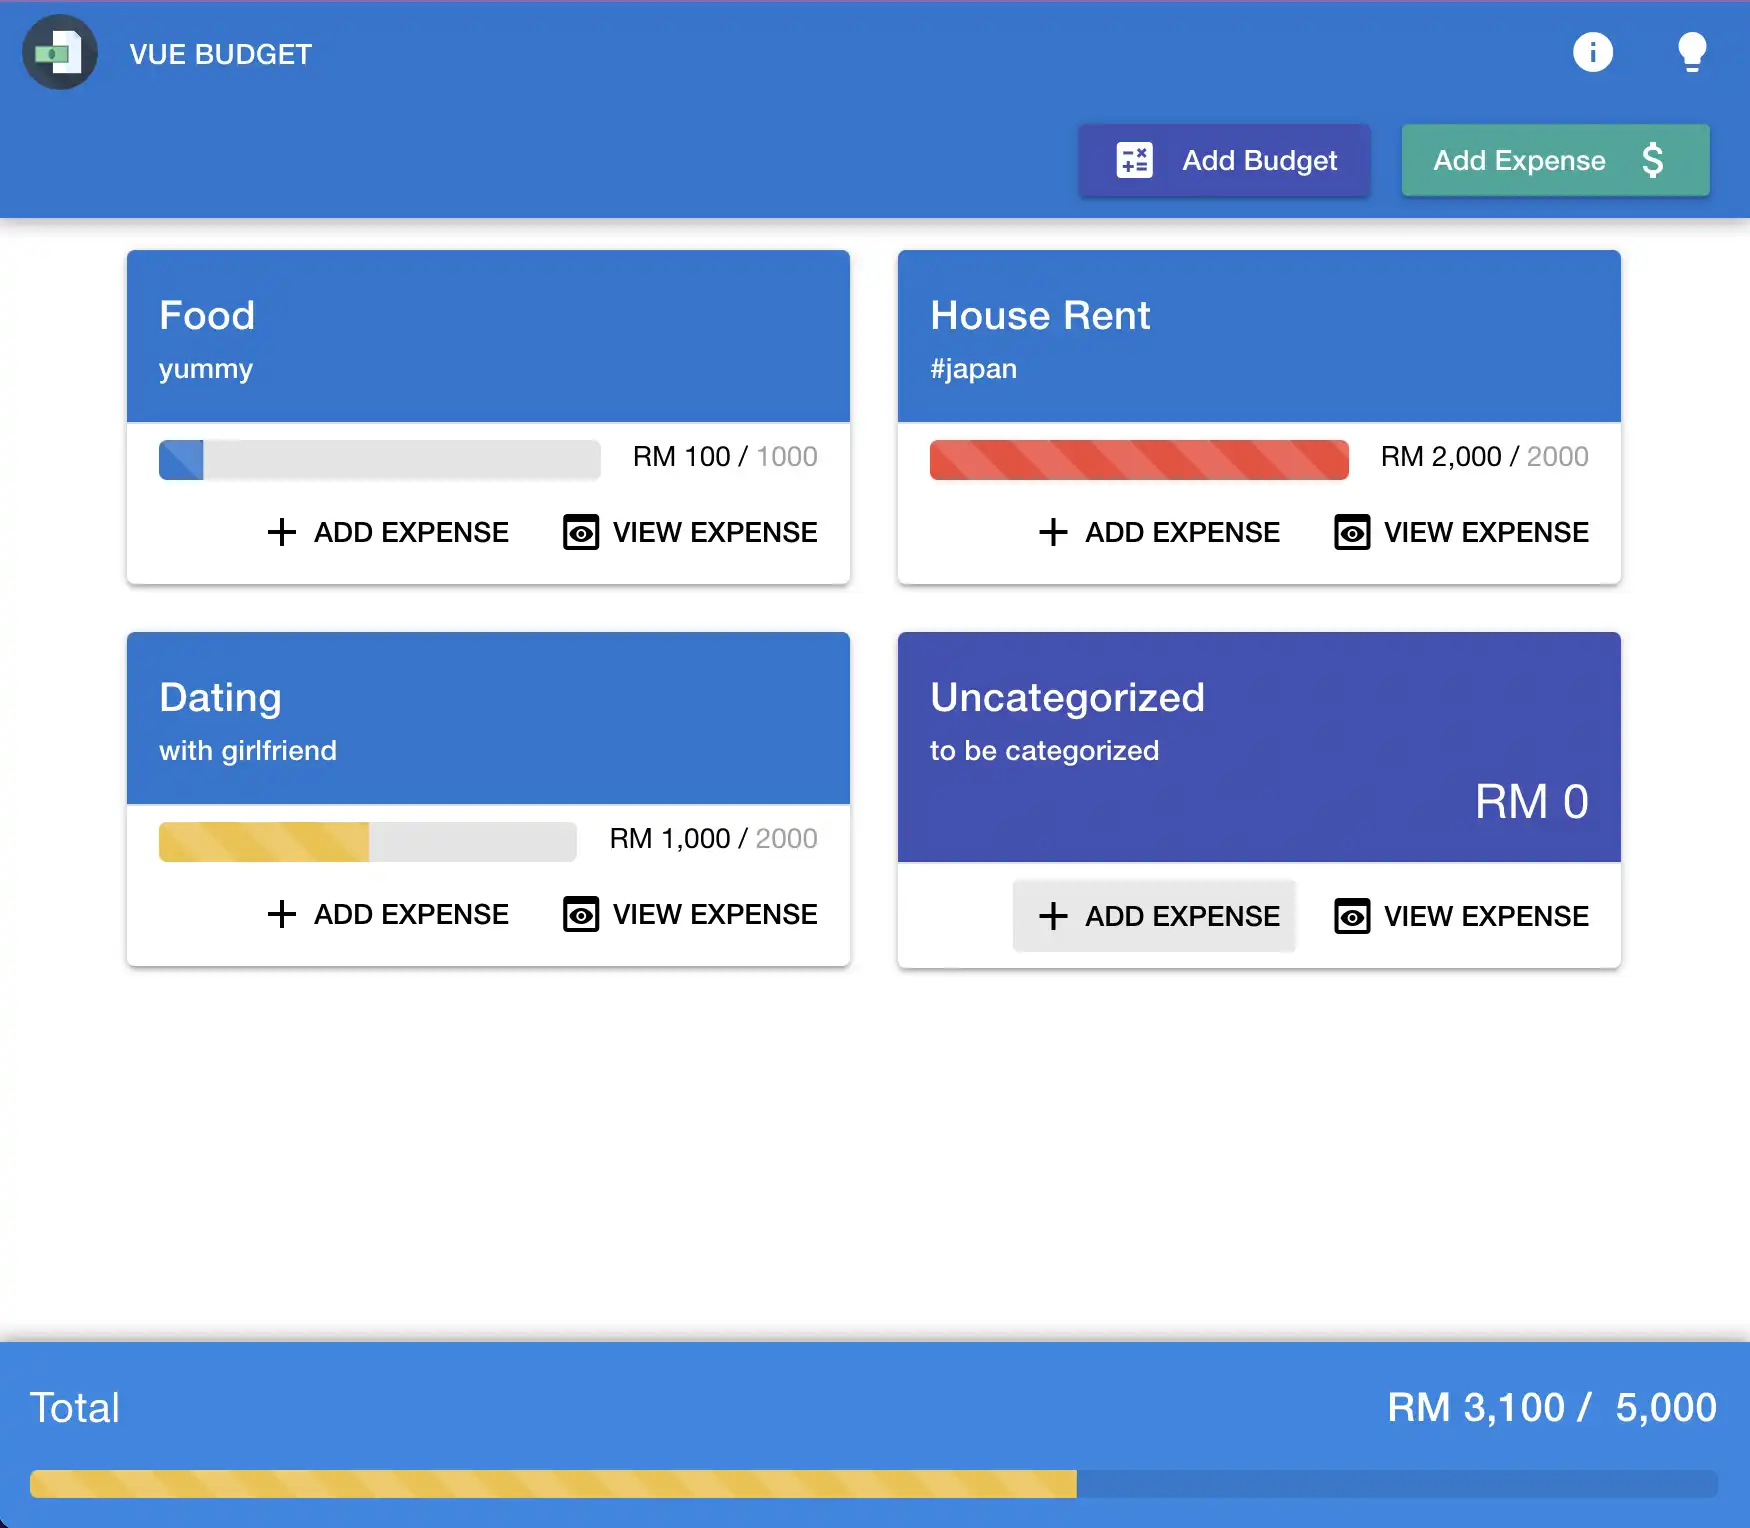 VUE BUDGET
Add Budget
Add Expense $
Food
yummy
RM 100 / 1000
+ ADD EXPENSE VIEW EXPENSE
House Rent
#japan
RM 2,000 / 2000
+ ADD EXPENSE VIEW EXPENSE
Dating
with girlfriend
RM 1,000 / 2000
+ ADD EXPENSE VIEW EXPENSE
Uncategorized
to be categorized
RM 0
+ ADD EXPENSE VIEW EXPENSE
Total
RM 3,100 / 5,000